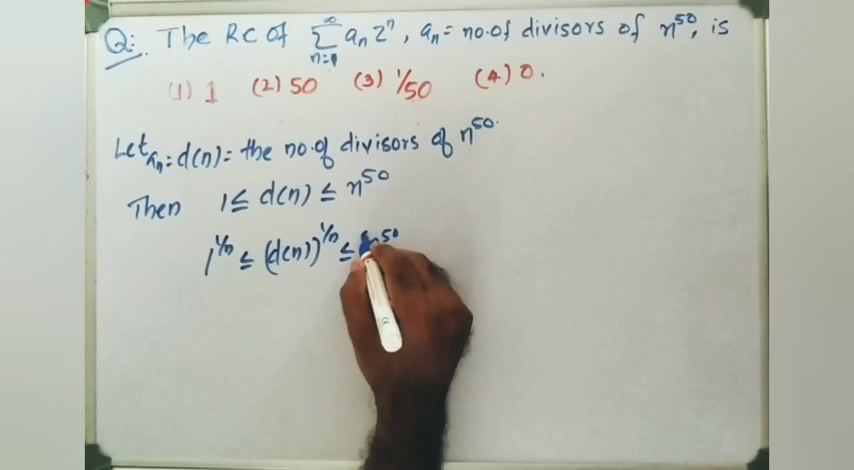 Q: The RC of ∑_{n=1}^{∞} a_n z^n, a_n = no.of divisors of n^50, is
(1) 1 (2) 50 (3) 1/50 (4) 0.
Let a_n = d(n) = the no.of divisors of n^50.
Then 1 ≤ d(n) ≤ n^50
1^{1/n} ≤ (d(n))^{1/n} ≤ (n^50